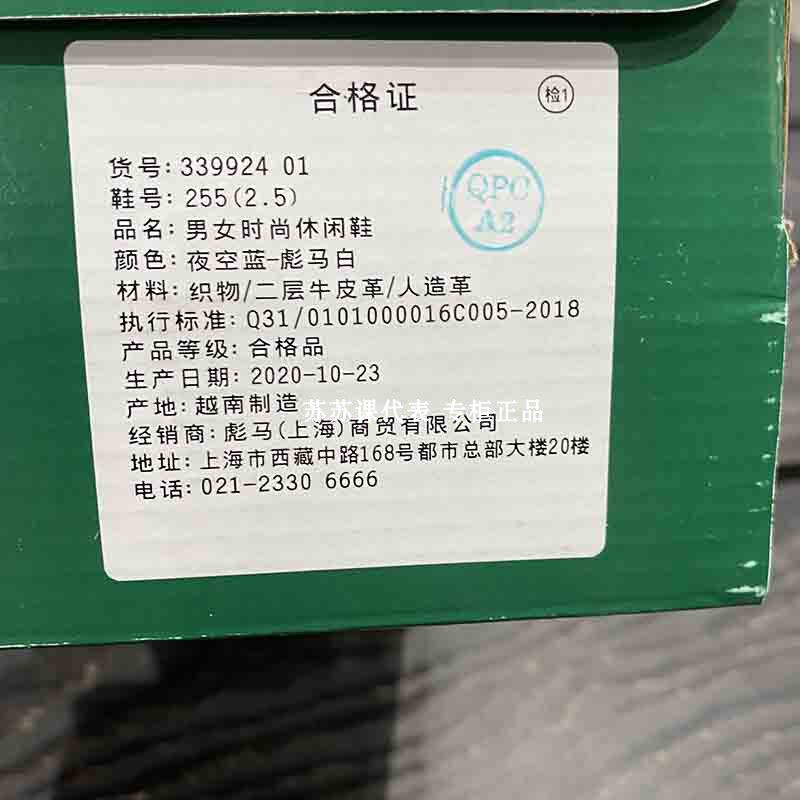 合格证
检1
货号: 339924 01
鞋号: 255(2.5)
QPC
A2
品名: 男女时尚休闲鞋
颜色: 夜空蓝-彪马白
材料: 织物/二层牛皮革/人造革
执行标准: Q31/0101000016C005-2018
产品等级: 合格品
生产日期: 2020-10-23
产地: 越南制造
苏苏课代表 专柜正品
经销商: 彪马(上海)商贸有限公司
地址: 上海市西藏中路168号都市总部大楼20楼
电话: 021-2330 6666